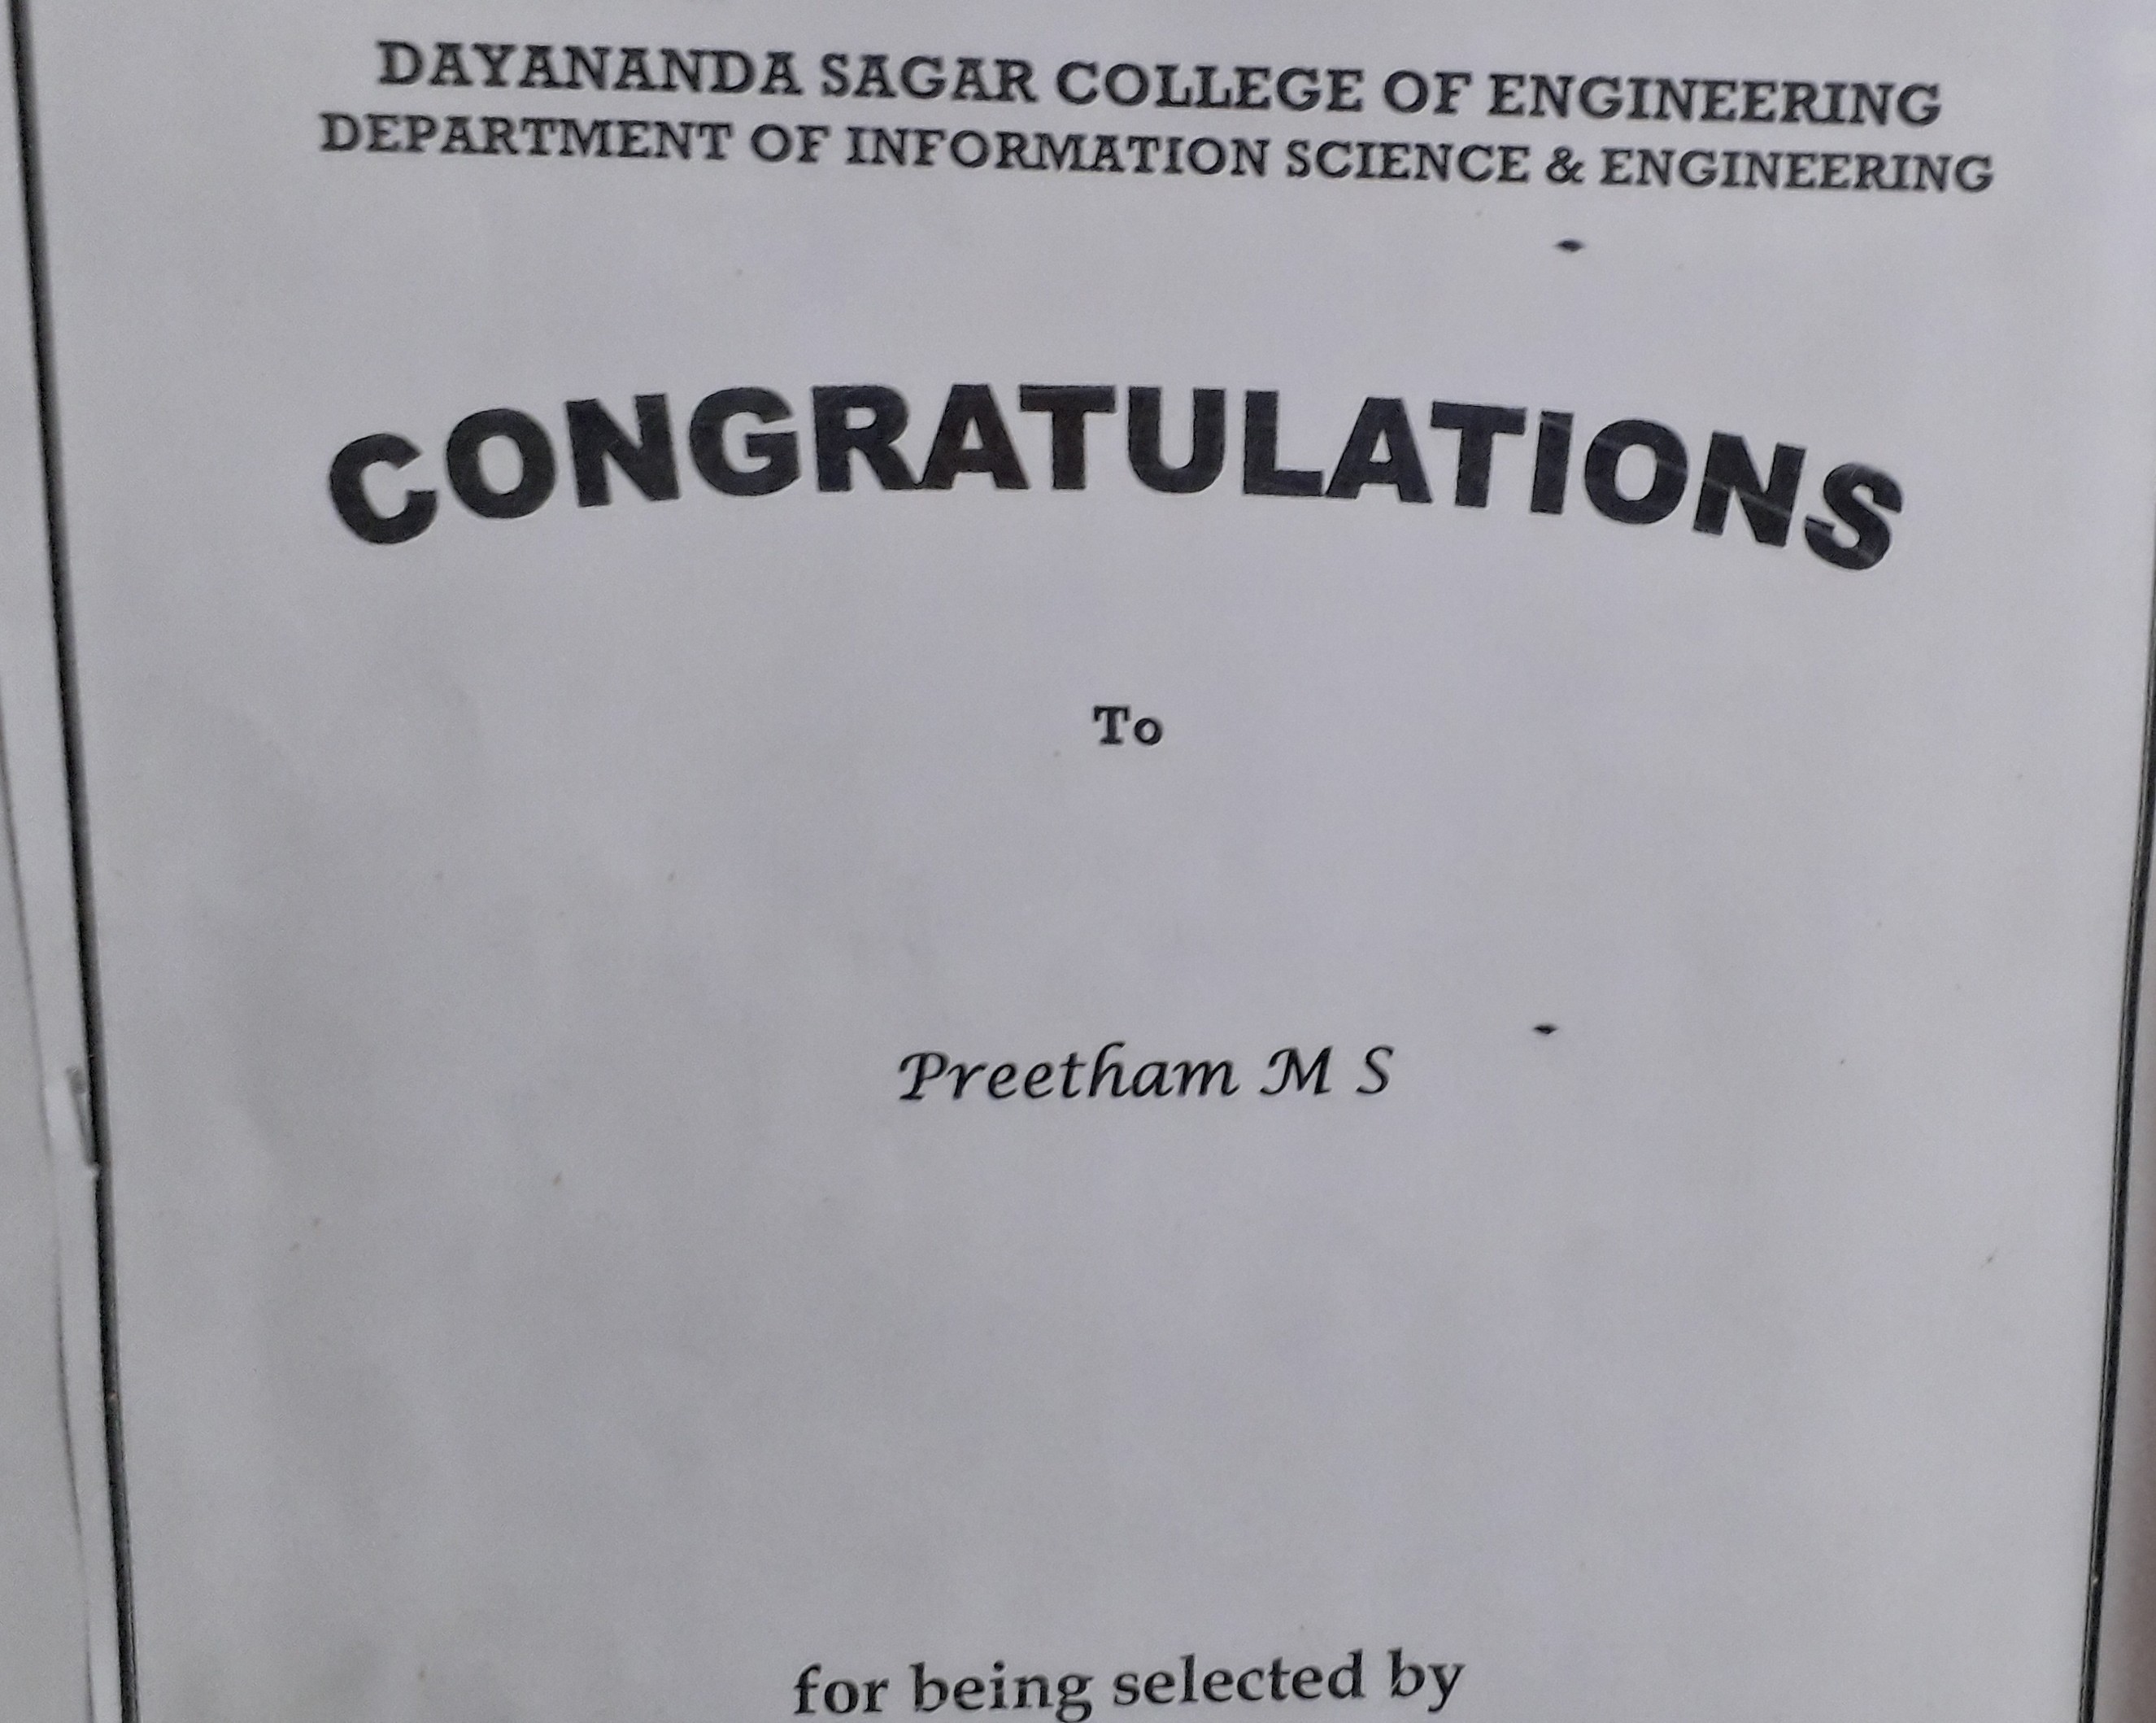 DAYANANDA SAGAR COLLEGE OF ENGINEERING
DEPARTMENT OF INFORMATION SCIENCE & ENGINEERING
CONGRATULATIONS
To
Preetham M S
for being selected by